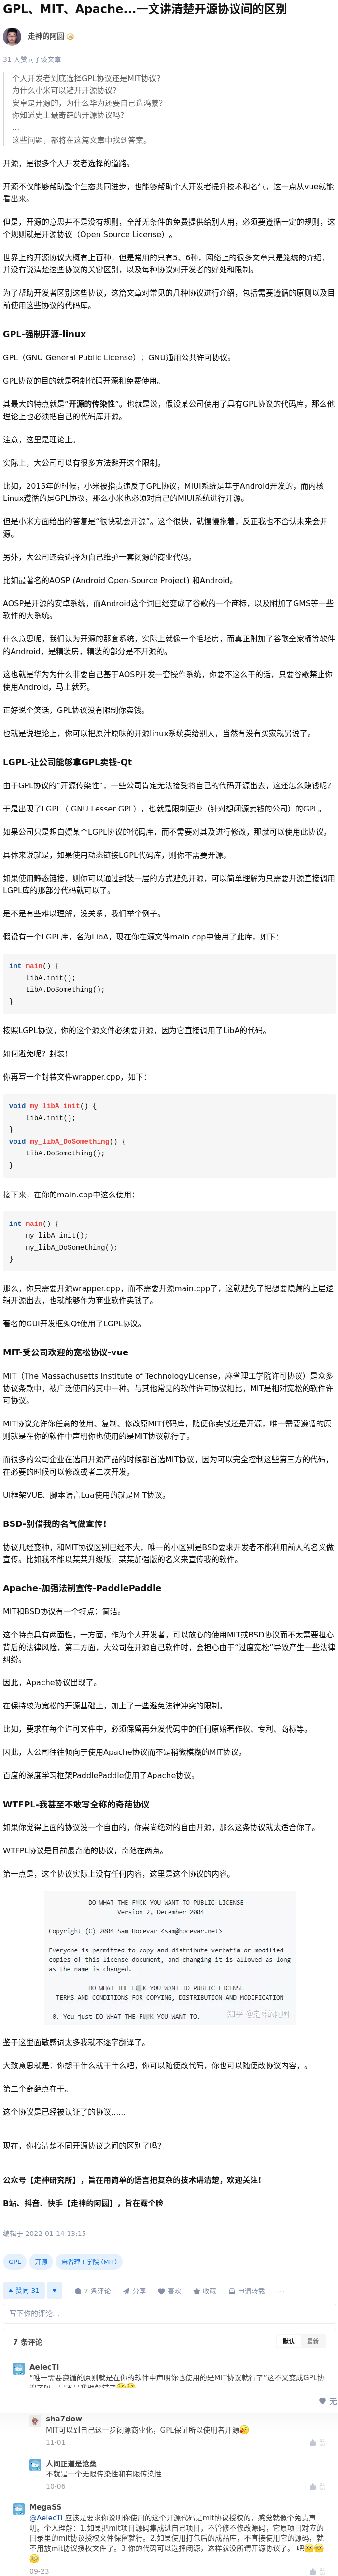 GPL、MIT、Apache...一文讲清楚开源协议间的区别
走神的阿圆
31 人赞同了该文章
个人开发者到底选择GPL协议还是MIT协议？
为什么小米可以避开开源协议？
安卓是开源的，为什么华为还要自己造鸿蒙？
你知道史上最奇葩的开源协议吗？
...
这些问题，都将在这篇文章中找到答案。
开源，是很多个人开发者选择的道路。
开源不仅能够帮助整个生态共同进步，也能够帮助个人开发者提升技术和名气，这一点从vue就能
看出来。
但是，开源的意思并不是没有规则，全部无条件的免费提供给别人用，必须要遵循一定的规则，这
个规则就是开源协议（Open Source License）。
世界上的开源协议大概有上百种，但是常用的只有5、6种，网络上的很多文章只是笼统的介绍，
并没有说清楚这些协议的关键区别，以及每种协议对开发者的好处和限制。
为了帮助开发者区别这些协议，这篇文章对常见的几种协议进行介绍，包括需要遵循的原则以及目
前使用这些协议的代码库。
GPL-强制开源-linux
GPL（GNU General Public License）：GNU通用公共许可协议。
GPL协议的目的就是强制代码开源和免费使用。
其最大的特点就是“开源的传染性”。也就是说，假设某公司使用了具有GPL协议的代码库，那么他
理论上也必须把自己的代码库开源。
注意，这里是理论上。
实际上，大公司可以有很多方法避开这个限制。
比如，2015年的时候，小米被指责违反了GPL协议，MIUI系统是基于Android开发的，而内核
Linux遵循的是GPL协议，那么小米也必须对自己的MIUI系统进行开源。
但是小米方面给出的答复是“很快就会开源”。这个很快，就慢慢拖着，反正我也不否认未来会开
源。
另外，大公司还会选择为自己维护一套闭源的商业代码。
比如最著名的AOSP (Android Open-Source Project) 和Android。
AOSP是开源的安卓系统，而Android这个词已经变成了谷歌的一个商标，以及附加了GMS等一些
软件的大系统。
什么意思呢，我们认为开源的那套系统，实际上就像一个毛坯房，而真正附加了谷歌全家桶等软件
的Android，是精装房，精装的部分是不开源的。
这也就是华为为什么非要自己基于AOSP开发一套操作系统，你要不这么干的话，只要谷歌禁止你
使用Android，马上就死。
正好说个笑话，GPL协议没有限制你卖钱。
也就是说理论上，你可以把原汁原味的开源linux系统卖给别人，当然有没有买家就另说了。
LGPL-让公司能够拿GPL卖钱-Qt
由于GPL协议的“开源传染性”，一些公司肯定无法接受将自己的代码开源出去，这还怎么赚钱呢？
于是出现了LGPL（ GNU Lesser GPL），也就是限制更少（针对想闭源卖钱的公司）的GPL。
如果公司只是想白嫖某个LGPL协议的代码库，而不需要对其及进行修改，那就可以使用此协议。
具体来说就是，如果使用动态链接LGPL代码库，则你不需要开源。
如果使用静态链接，则你可以通过封装一层的方式避免开源，可以简单理解为只需要开源直接调用
LGPL库的那部分代码就可以了。
是不是有些难以理解，没关系，我们举个例子。
假设有一个LGPL库，名为LibA，现在你在源文件main.cpp中使用了此库，如下：
int main() {
LibA.init();
LibA.DoSomething();
}
按照LGPL协议，你的这个源文件必须要开源，因为它直接调用了LibA的代码。
如何避免呢？封装！
你再写一个封装文件wrapper.cpp，如下：
void my_libA_init() {
LibA.init();
}
void my_libA_DoSomething() {
LibA.DoSomething();
}
接下来，在你的main.cpp中这么使用：
int main() {
my_libA_init();
my_libA_DoSomething();
}
那么，你只需要开源wrapper.cpp，而不需要开源main.cpp了，这就避免了把想要隐藏的上层逻
辑开源出去，也就能够作为商业软件卖钱了。
著名的GUI开发框架Qt使用了LGPL协议。
MIT-受公司欢迎的宽松协议-vue
MIT（The Massachusetts Institute of TechnologyLicense，麻省理工学院许可协议）是众多
协议条款中，被广泛使用的其中一种。与其他常见的软件许可协议相比，MIT是相对宽松的软件许
可协议。
MIT协议允许你任意的使用、复制、修改原MIT代码库，随便你卖钱还是开源，唯一需要遵循的原
则就是在你的软件中声明你也使用的是MIT协议就行了。
而很多的公司企业在选用开源产品的时候都首选MIT协议，因为可以完全控制这些第三方的代码，
在必要的时候可以修改或者二次开发。
UI框架VUE、脚本语言Lua使用的就是MIT协议。
BSD-别借我的名气做宣传！
协议几经变种，和MIT协议区别已经不大，唯一的小区别是BSD要求开发者不能利用前人的名义做
宣传。比如我不能以某某升级版，某某加强版的名义来宣传我的软件。
Apache-加强法制宣传-PaddlePaddle
MIT和BSD协议有一个特点：简洁。
这个特点具有两面性，一方面，作为个人开发者，可以放心的使用MIT或BSD协议而不太需要担心
背后的法律风险，第二方面，大公司在开源自己软件时，会担心由于“过度宽松”导致产生一些法律
纠纷。
因此，Apache协议出现了。
在保持较为宽松的开源基础上，加上了一些避免法律冲突的限制。
比如，要求在每个许可文件中，必须保留再分发代码中的任何原始著作权、专利、商标等。
因此，大公司往往倾向于使用Apache协议而不是稍微模糊的MIT协议。
百度的深度学习框架PaddlePaddle使用了Apache协议。
WTFPL-我甚至不敢写全称的奇葩协议
如果你觉得上面的协议没一个自由的，你崇尚绝对的自由开源，那么这条协议就太适合你了。
WTFPL协议是目前最奇葩的协议，奇葩在两点。
第一点是，这个协议实际上没有任何内容，这里是这个协议的内容。
DO WHAT THE F CK YOU WANT TO PUBLIC LICENSE
Version 2, December 2004
Copyright (C) 2004 Sam Hocevar <sam@hocevar.net>
Everyone is permitted to copy and distribute verbatim or modified
copies of this license document, and changing it is allowed as long
as the name is changed.
DO WHAT THE F CK YOU WANT TO PUBLIC LICENSE
TERMS AND CONDITIONS FOR COPYING, DISTRIBUTION AND MODIFICATION
0. You just DO WHAT THE F CK YOU WANT TO.
知乎 @走神的阿圆
鉴于这里面敏感词太多我就不逐字翻译了。
大致意思就是：你想干什么就干什么吧，你可以随便改代码，你也可以随便改协议内容，。
第二个奇葩点在于。
这个协议是已经被认证了的协议......
现在，你搞清楚不同开源协议之间的区别了吗？
公众号【走神研究所】，旨在用简单的语言把复杂的技术讲清楚，欢迎关注！
B站、抖音、快手【走神的阿圆】，旨在露个脸
编辑于 2022-01-14 13:15
GPL 开源 麻省理工学院 (MIT)
赞同 31 7 条评论 分享 喜欢 收藏 申请转载 ...
写下你的评论...
7 条评论 默认 最新
AelecTi
“唯一需要遵循的原则就是在你的软件中声明你也使用的是MIT协议就行了”这不又变成GPL协
sha7dow
MIT可以到自己这一步闭源商业化，GPL保证所以使用者开源
11-01 赞
人间正道是沧桑
不就是一个无限传染性和有限传染性
10-06 赞
MegaSS
@AelecTi 应该是要求你说明你使用的这个开源代码是mit协议授权的，感觉就像个免责声
明。个人理解：1.如果把mit项目源码集成进自己项目，不管修不修改源码，它原项目对应的
目录里的mit协议授权文件保留就行。2.如果使用打包后的成品库，不直接使用它的源码，就
不用放mit协议授权文件了。3.你的代码可以选择闭源，这样就没所谓开源协议了。 吧
09-23 赞